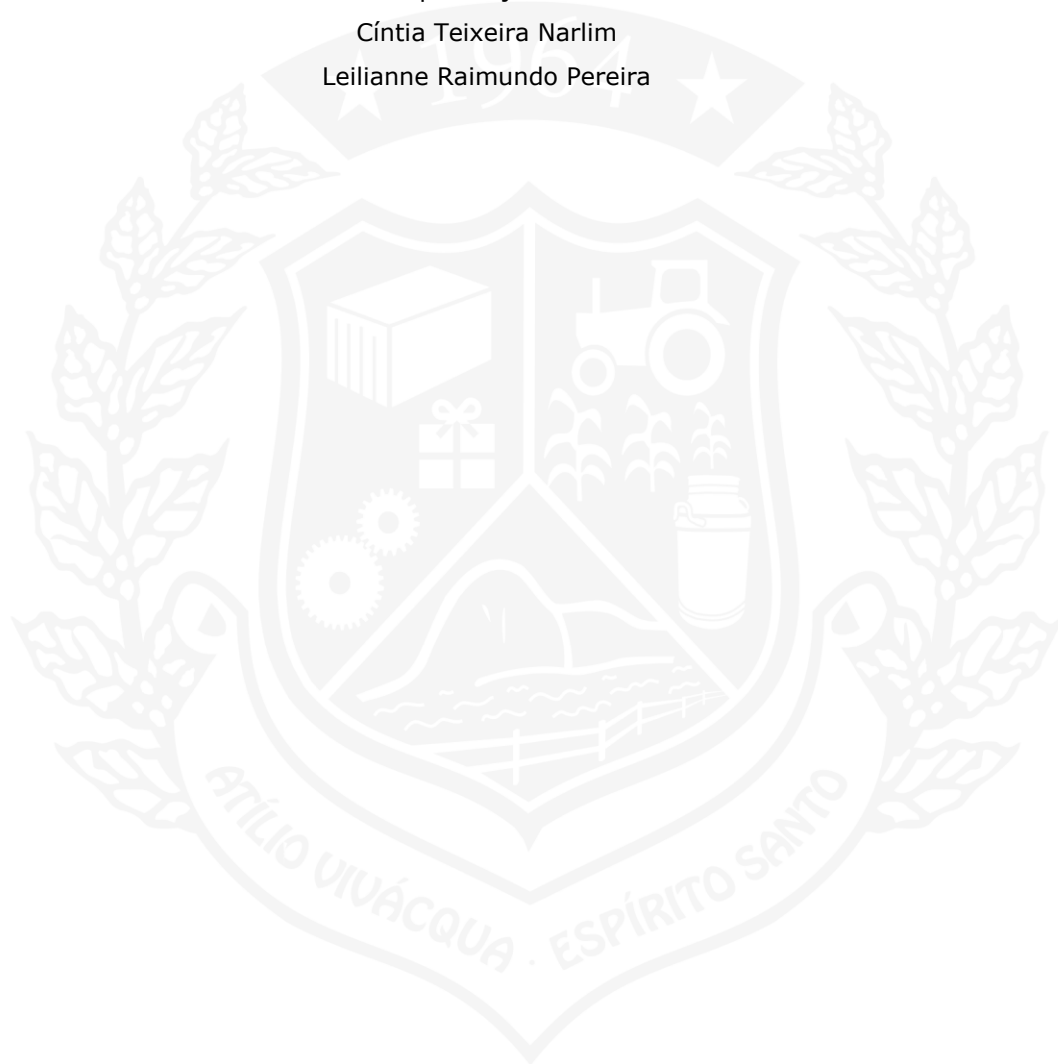 Cíntia Teixeira Narlim
Leilianne Raimundo Pereira
1964
ATÍLIO VIVÁCQUA · ESPÍRITO SANTO